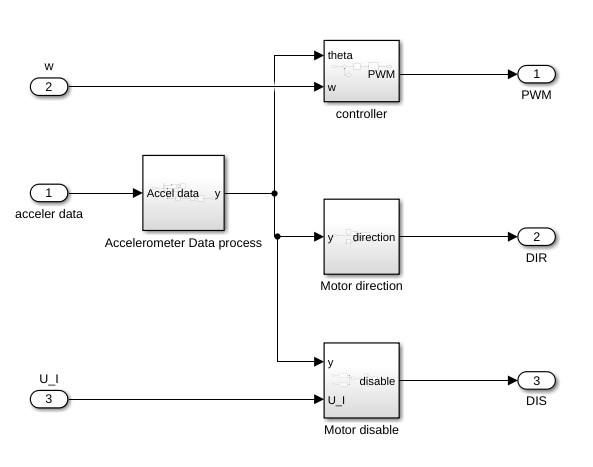 w
2
theta
w
PWM
controller
1
PWM
1
acceler data
Accel data
y
Accelerometer Data process
y
direction
Motor direction
2
DIR
U_I
3
y
disable
U_I
Motor disable
3
DIS